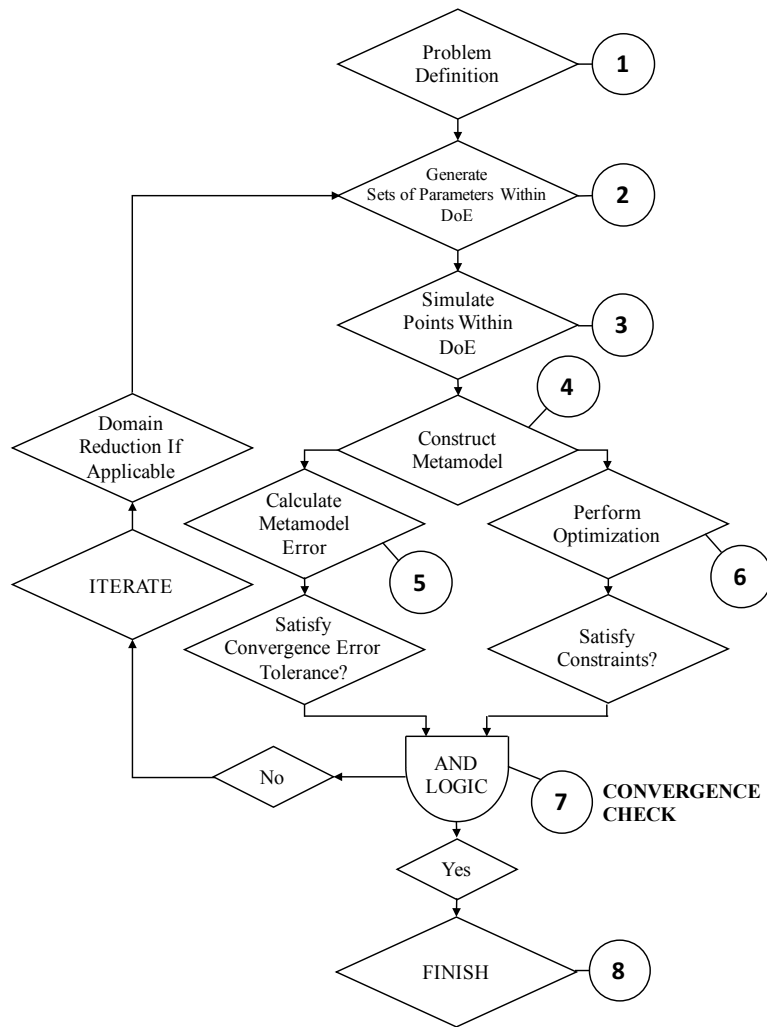 Problem
Definition
1
Generate
Sets of Parameters Within
DoE
2
Simulate
Points Within
DoE
3
4
Construct
Metamodel
Domain
Reduction If
Applicable
Calculate
Metamodel
Error
5
Perform
Optimization
6
ITERATE
Satisfy
Convergence Error
Tolerance?
Satisfy
Constraints?
No
AND
LOGIC
7
CONVERGENCE
CHECK
Yes
FINISH
8